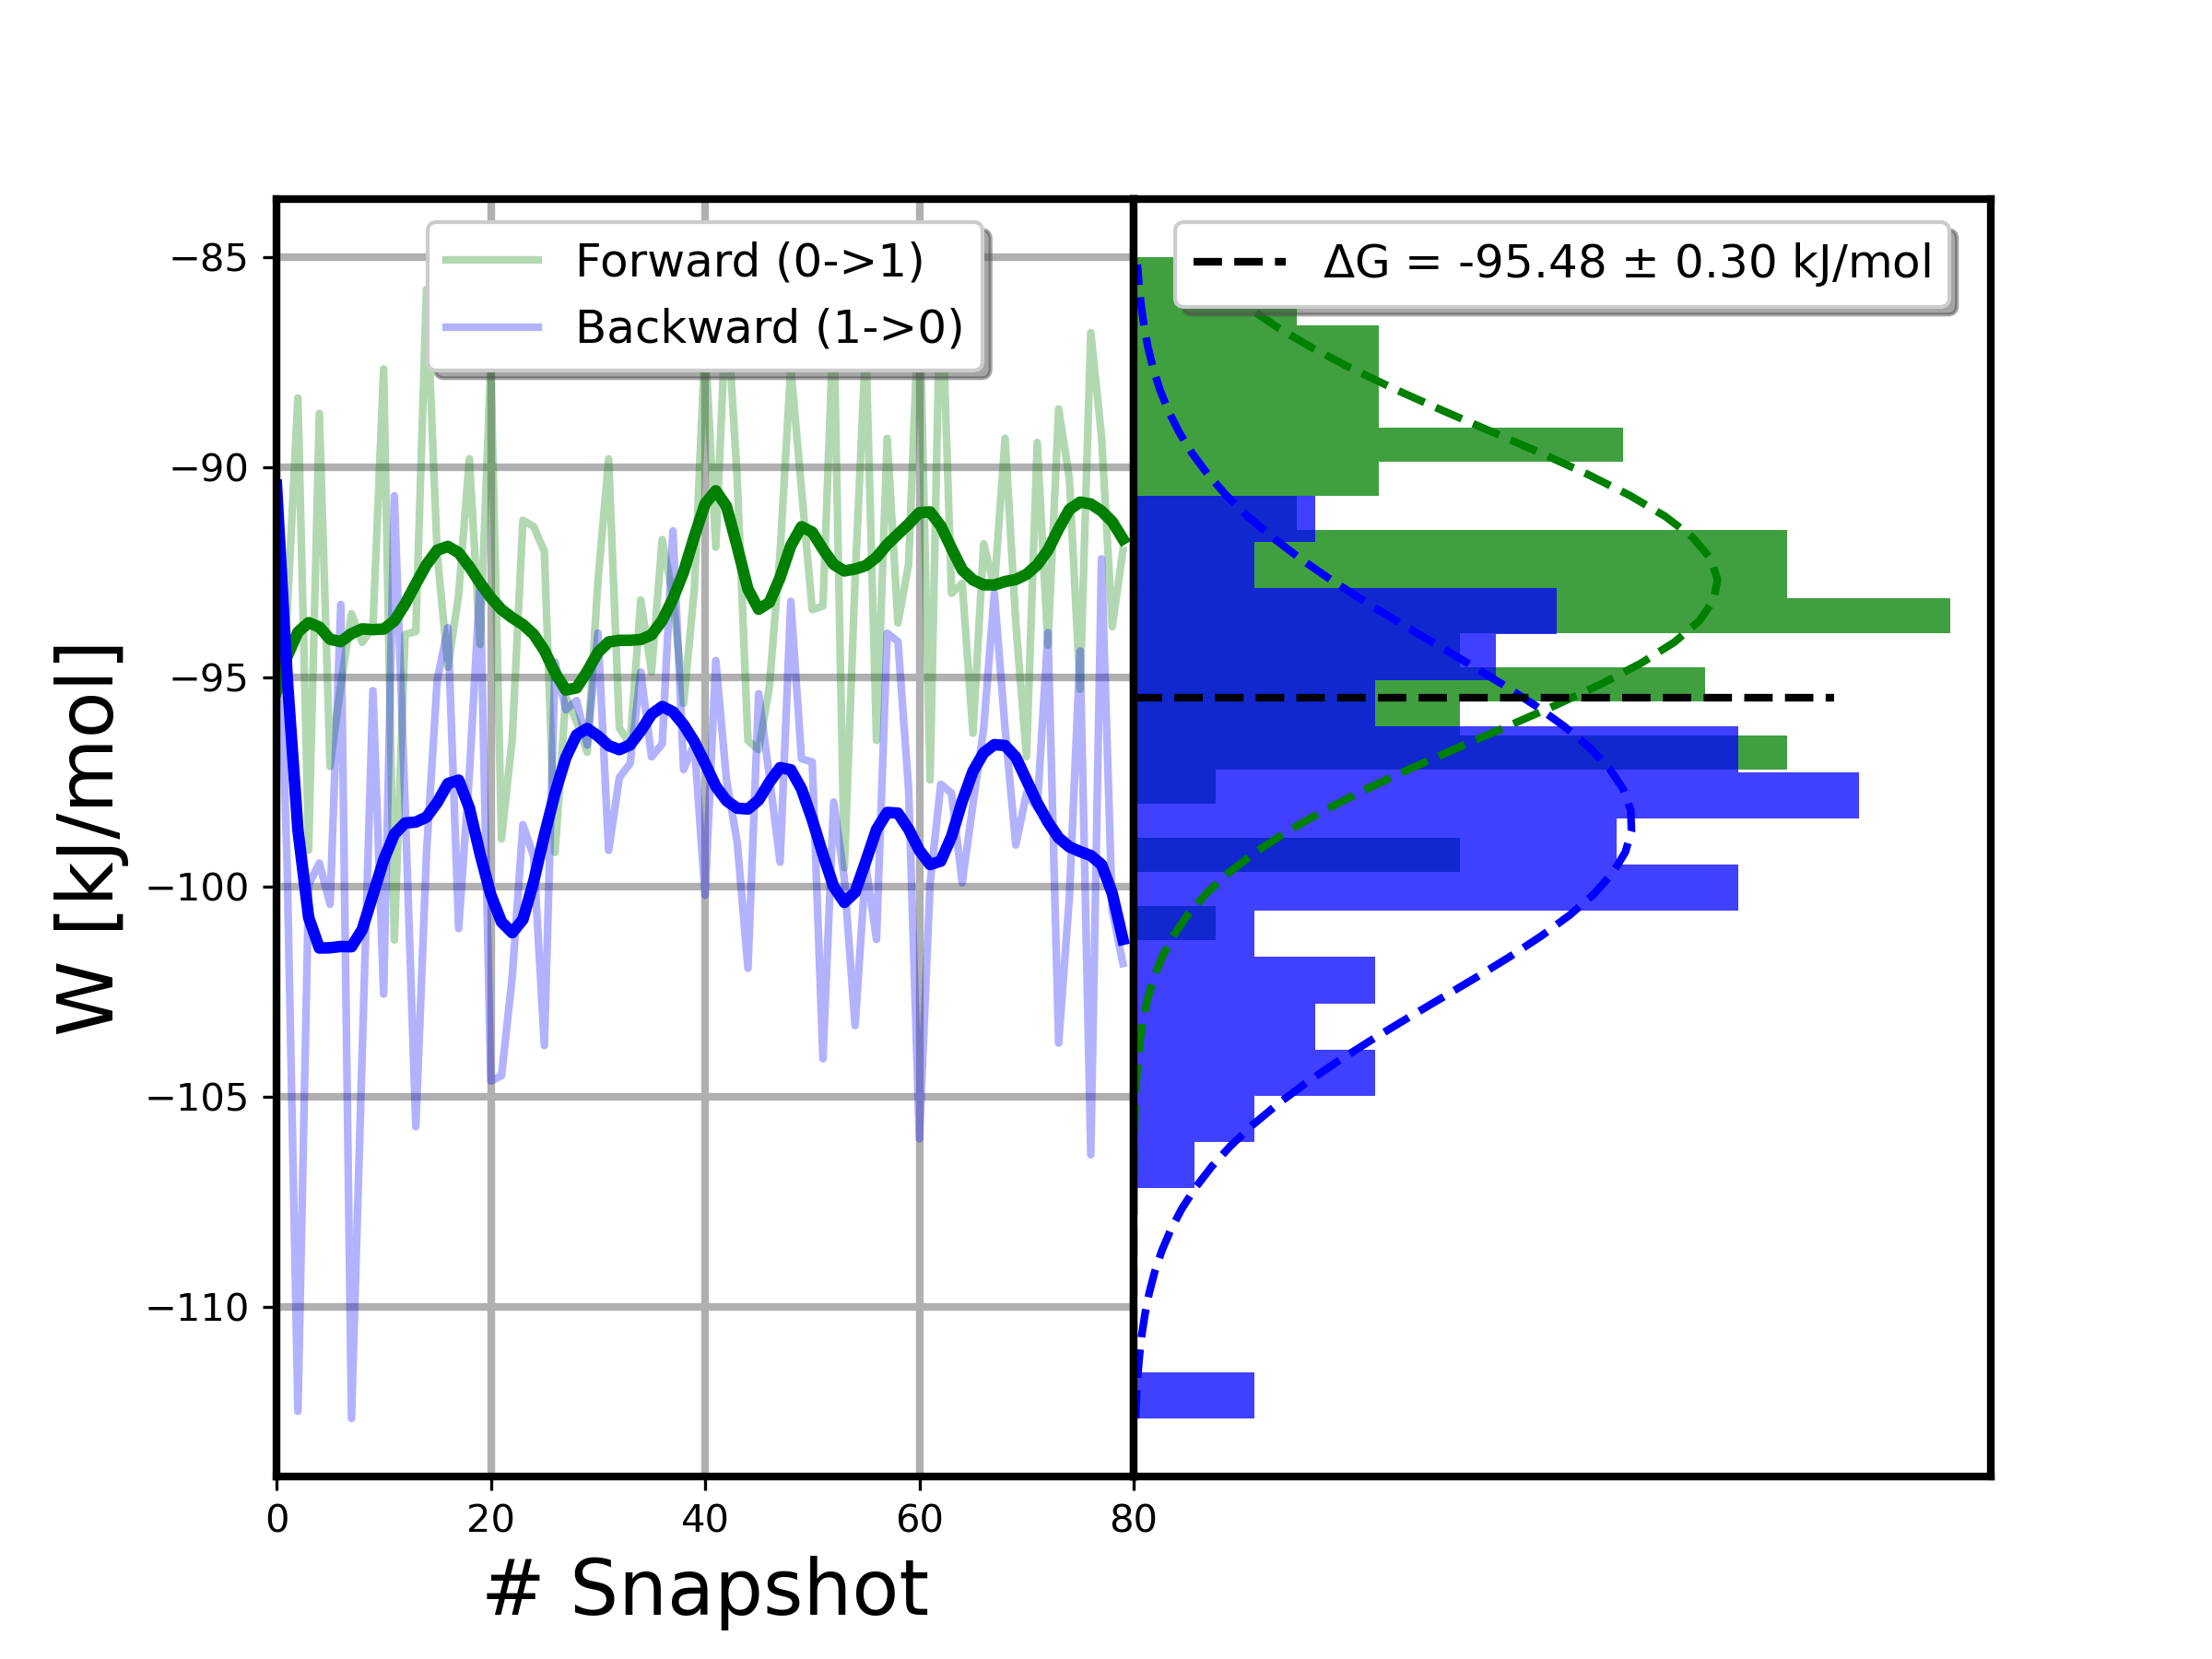 Forward (0->1)
Backward (1->0)
ΔG = -95.48 ± 0.30 kJ/mol
W [kJ/mol]
−85
−90
−95
−100
−105
−110
0 20 40 60 80
# Snapshot